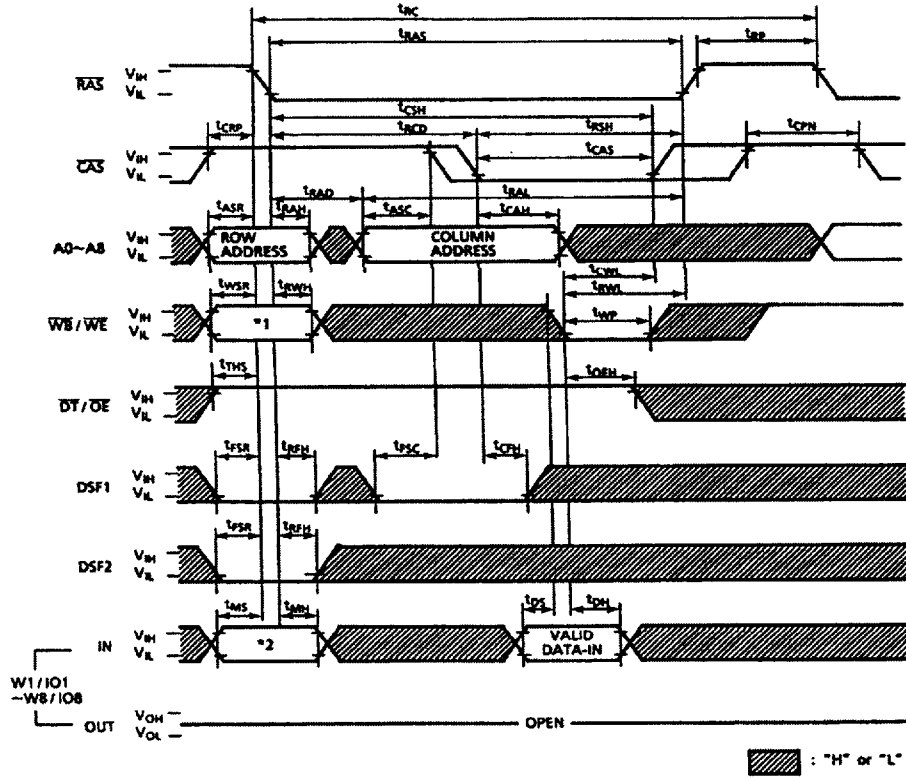 tRC
tRAS tRP
RAS VIH VIL
tCSH
tCRP tRCD tRSH tCPN
tCAS
CAS VIH VIL
tRAD tRAL
tASR tRAH tASC tCAH
A0~A8 VIH VIL ROW ADDRESS COLUMN ADDRESS
tCWL
tWSR tRWH tRWL
WB/WE VIH VIL *1 tWP
tTHS tOEH
DT/OE VIH VIL
tFSR tRFH tFSC tCFH
DSF1 VIH VIL
tFSR tRFH
DSF2 VIH VIL
tMS tMH tDS tDH
IN VIH VIL *2 VALID DATA-IN
W1/IO1
~W8/IO8
OUT VOH VOL OPEN
: "H" or "L"